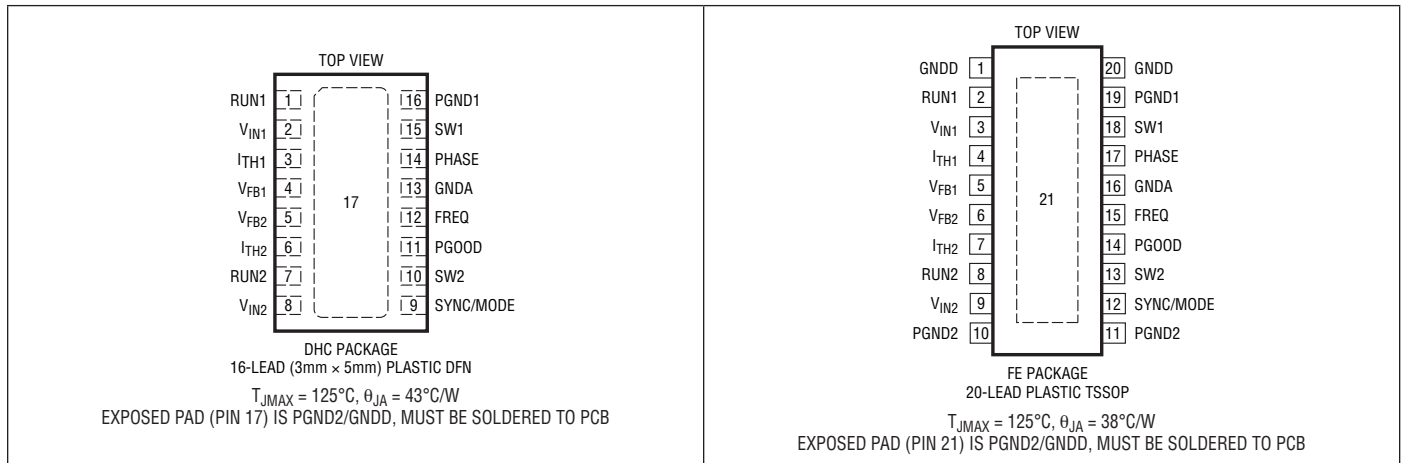 TOP VIEW
RUN1 1 16 PGND1
VIN1 2 15 SW1
ITH1 3 14 PHASE
VFB1 4 13 GNDA
17
VFB2 5 12 FREQ
ITH2 6 11 PGOOD
RUN2 7 10 SW2
VIN2 8 9 SYNC/MODE
DHC PACKAGE
16-LEAD (3mm × 5mm) PLASTIC DFN
TJMAX = 125°C, θJA = 43°C/W
EXPOSED PAD (PIN 17) IS PGND2/GNDD, MUST BE SOLDERED TO PCB
TOP VIEW
GNDD 1 20 GNDD
RUN1 2 19 PGND1
VIN1 3 18 SW1
ITH1 4 17 PHASE
VFB1 5 16 GNDA
21
VFB2 6 15 FREQ
ITH2 7 14 PGOOD
RUN2 8 13 SW2
VIN2 9 12 SYNC/MODE
PGND2 10 11 PGND2
FE PACKAGE
20-LEAD PLASTIC TSSOP
TJMAX = 125°C, θJA = 38°C/W
EXPOSED PAD (PIN 21) IS PGND2/GNDD, MUST BE SOLDERED TO PCB